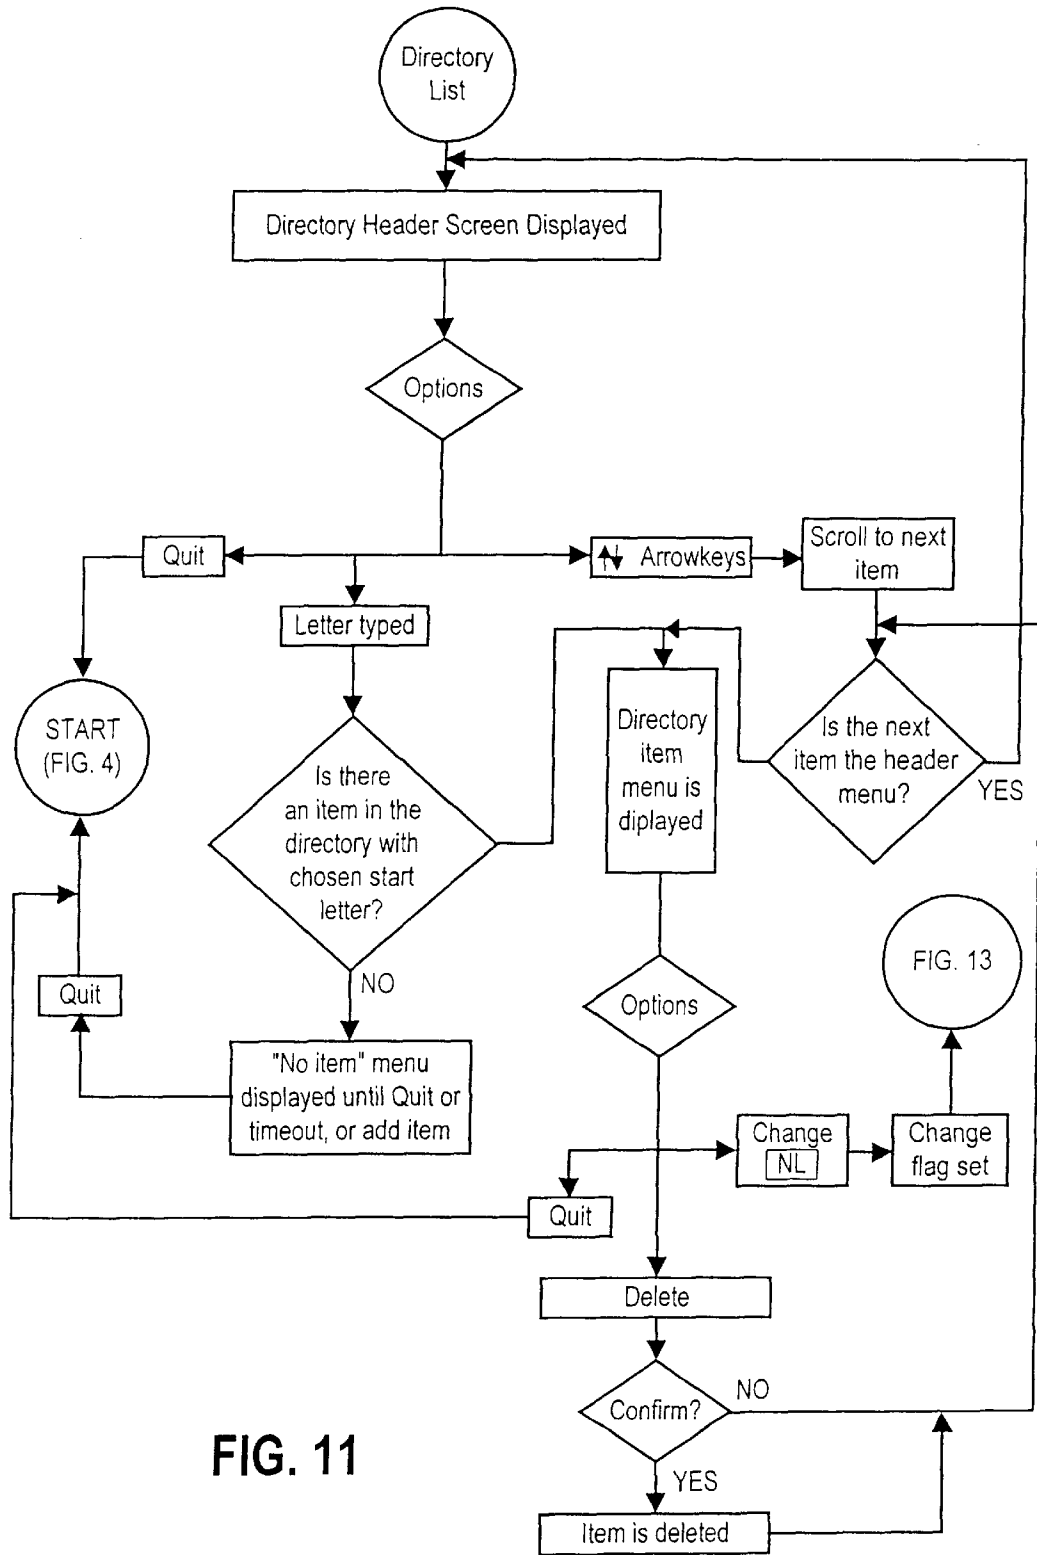 Directory
List
Directory Header Screen Displayed
Options
Quit
Arrowkeys
Scroll to next
item
Letter typed
START
(FIG. 4)
Is there
an item in the
directory with
chosen start
letter?
Directory
item
menu is
diplayed
Is the next
item the header
menu?
YES
FIG. 13
NO
Quit
Options
"No item" menu
displayed until Quit or
timeout, or add item
Change
NL
Change
flag set
Quit
Delete
Confirm?
NO
YES
Item is deleted
FIG. 11